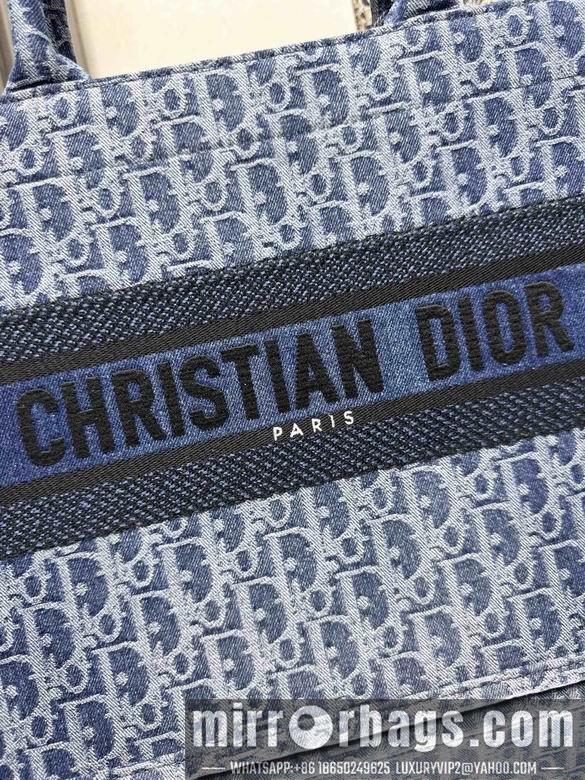 CHRISTIAN DIOR
PARIS
mirrorbags.com
WHATSAPP:+86 18650249625 LUXURYVIP2@YAHOO.COM